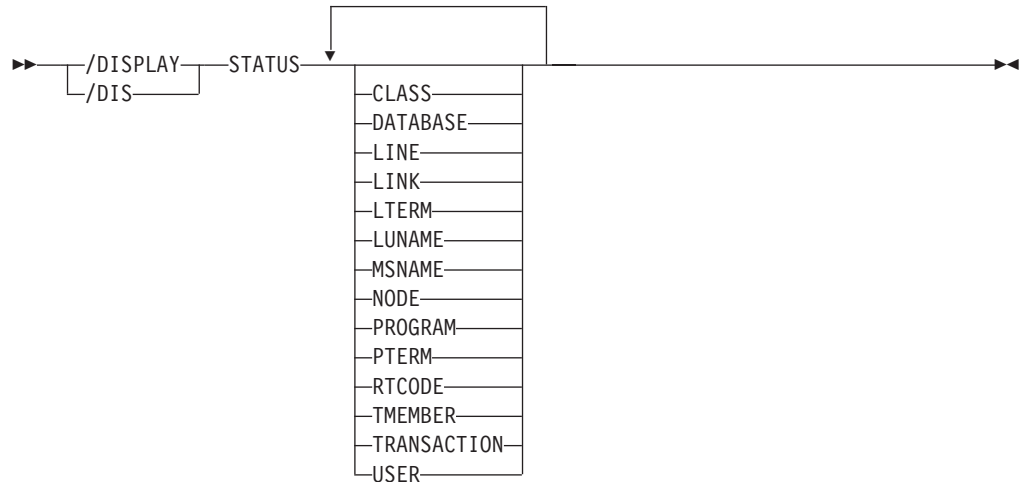 /DISPLAY STATUS
/DIS
CLASS
DATABASE
LINE
LINK
LTERM
LUNAME
MSNAME
NODE
PROGRAM
PTERM
RTCODE
TMEMBER
TRANSACTION
USER